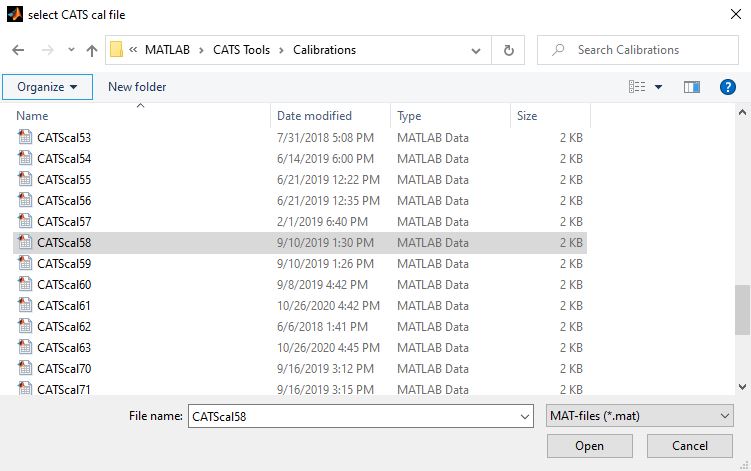 select CATS cal file
« MATLAB > CATS Tools > Calibrations Search Calibrations
Organize New folder
Name Date modified Type Size
CATScal53 7/31/2018 5:08 PM MATLAB Data 2 KB
CATScal54 6/14/2019 6:00 PM MATLAB Data 2 KB
CATScal55 6/21/2019 12:22 PM MATLAB Data 2 KB
CATScal56 6/21/2019 12:35 PM MATLAB Data 2 KB
CATScal57 2/1/2019 6:40 PM MATLAB Data 2 KB
CATScal58 9/10/2019 1:30 PM MATLAB Data 2 KB
CATScal59 9/10/2019 1:26 PM MATLAB Data 2 KB
CATScal60 9/8/2019 4:42 PM MATLAB Data 2 KB
CATScal61 10/26/2020 4:42 PM MATLAB Data 2 KB
CATScal62 6/6/2018 1:41 PM MATLAB Data 2 KB
CATScal63 10/26/2020 4:45 PM MATLAB Data 2 KB
CATScal70 9/16/2019 3:12 PM MATLAB Data 2 KB
CATScal71 9/16/2019 3:15 PM MATLAB Data 2 KB
File name: CATScal58 MAT-files (*.mat)
Open Cancel